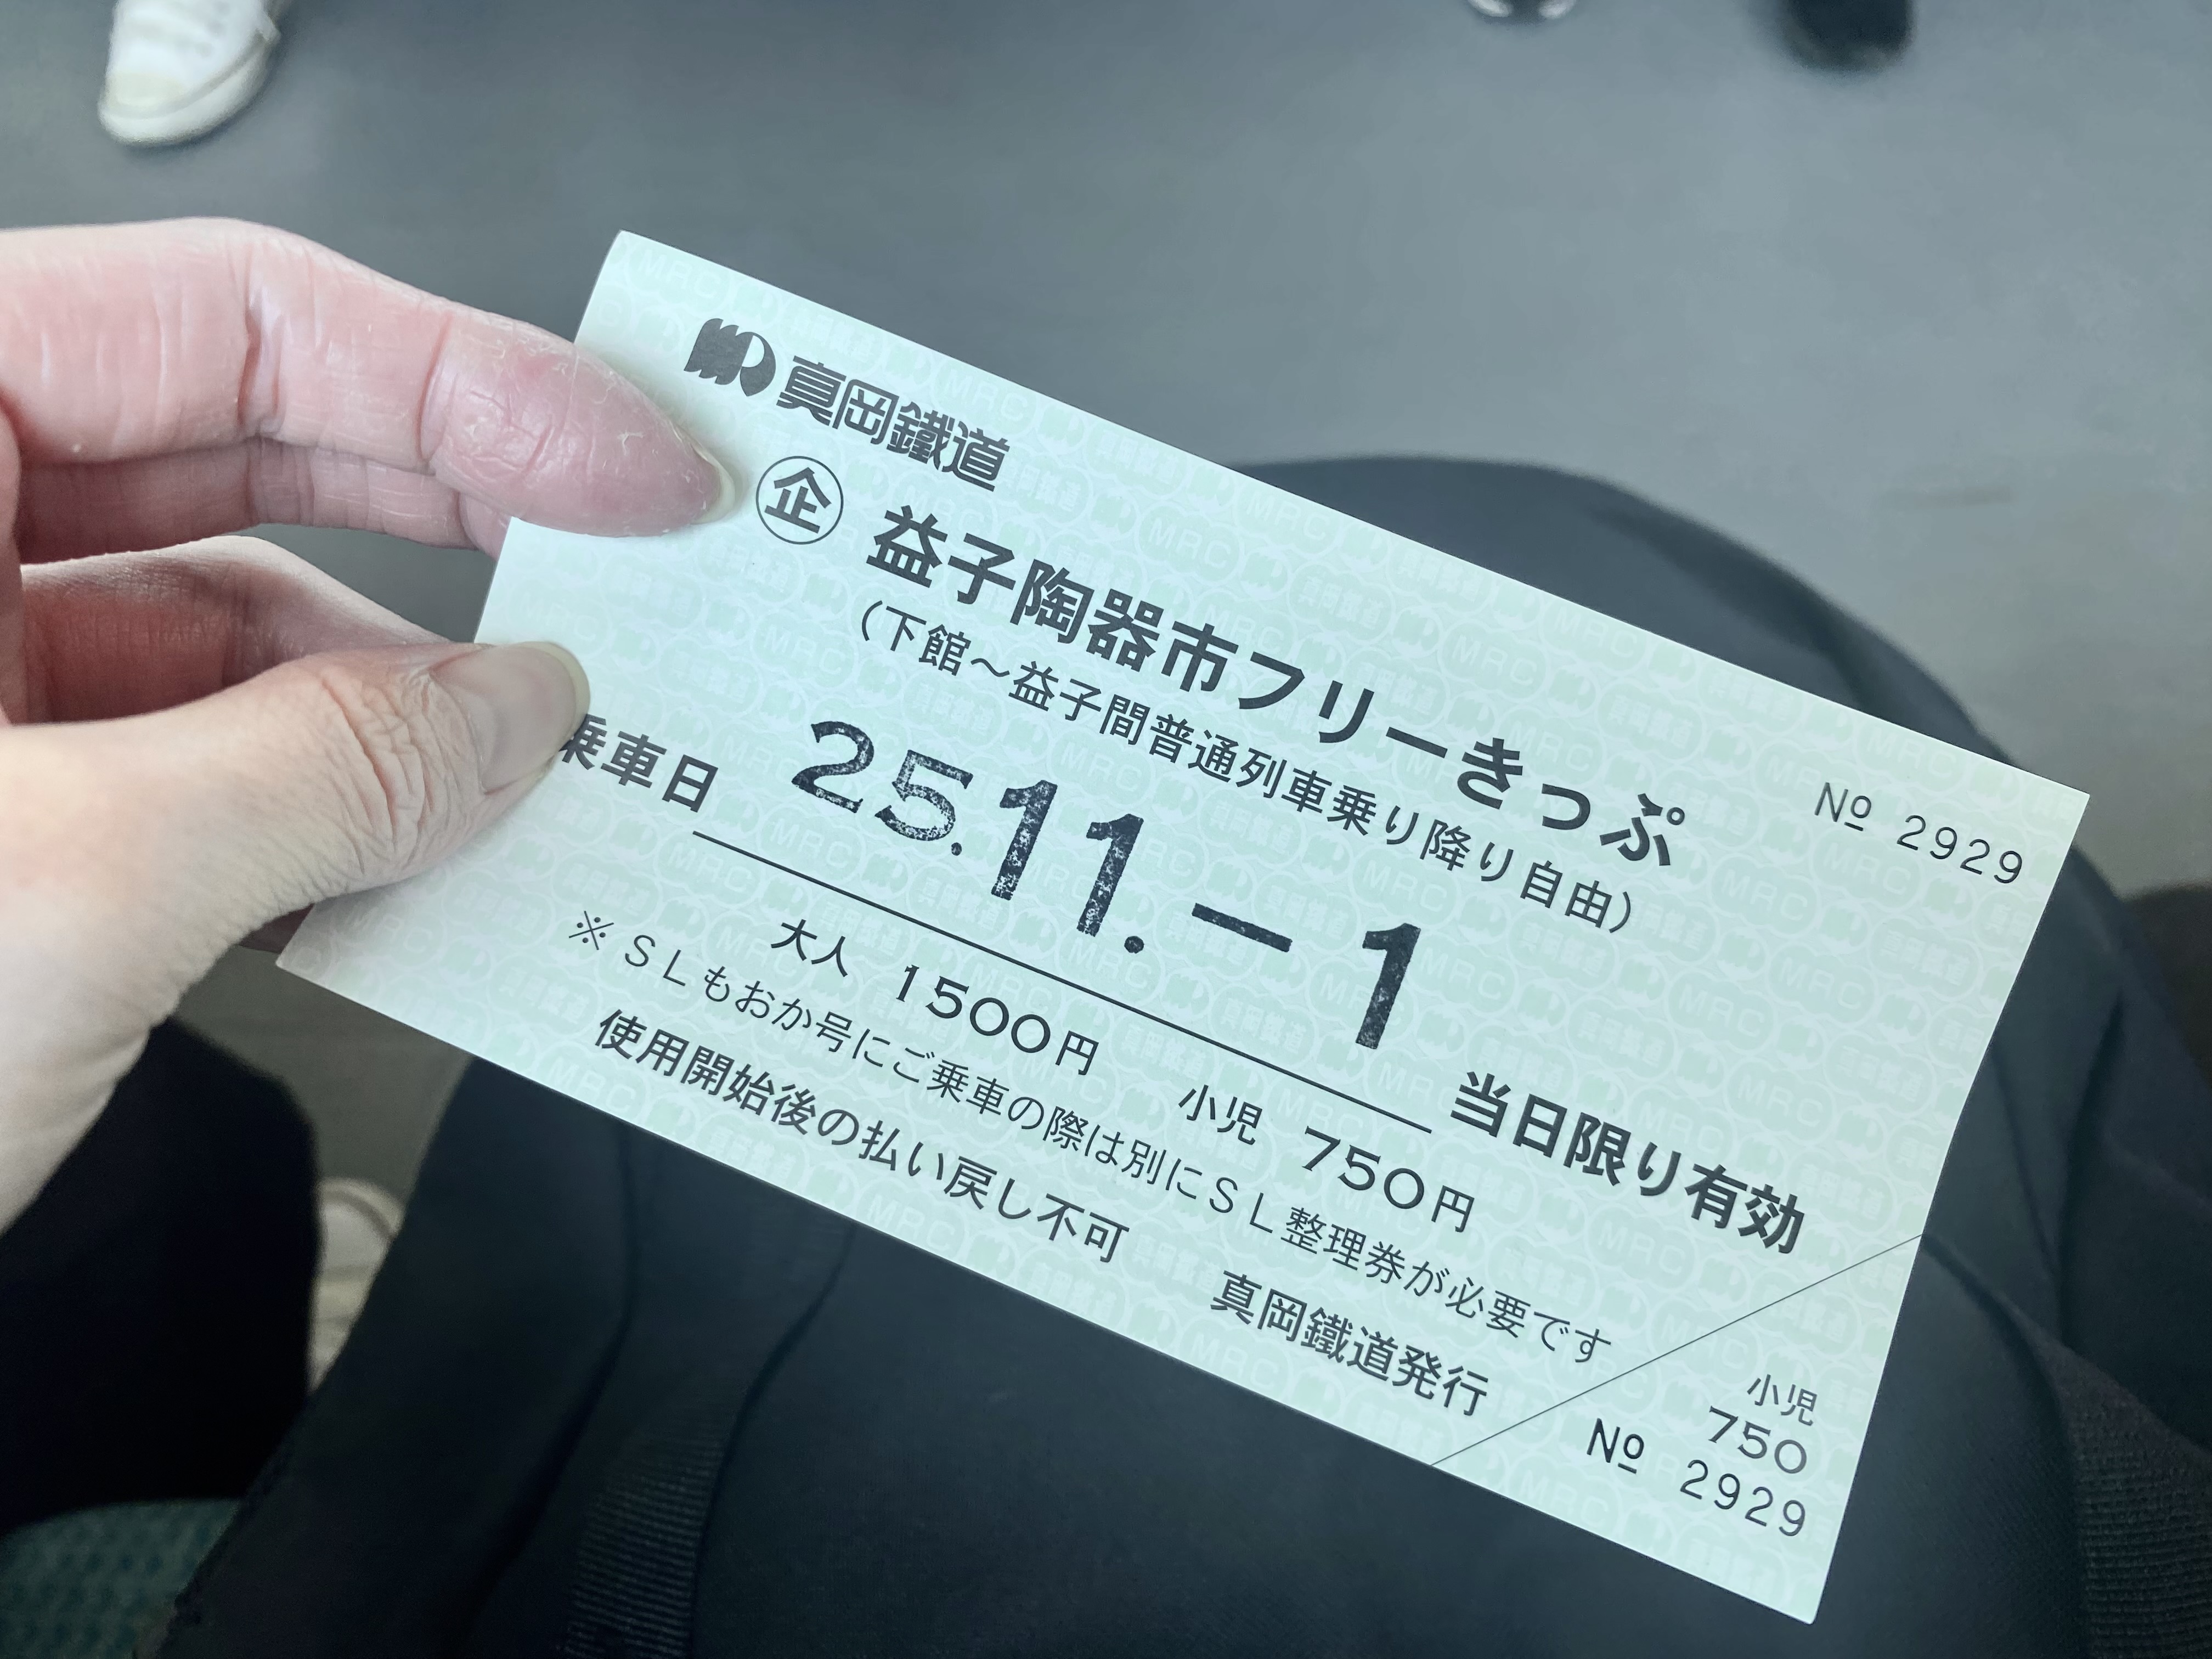 真岡鐵道
企 益子陶器市フリーきっぷ
№ 2929
(下館～益子間普通列車乗り降り自由)
乗車日 25.11.-1 当日限り有効
大人 1500円 小児 750円
※SLもおか号にご乗車の際は別にSL整理券が必要です
使用開始後の払い戻し不可 真岡鐵道発行
小児
750
№ 2929